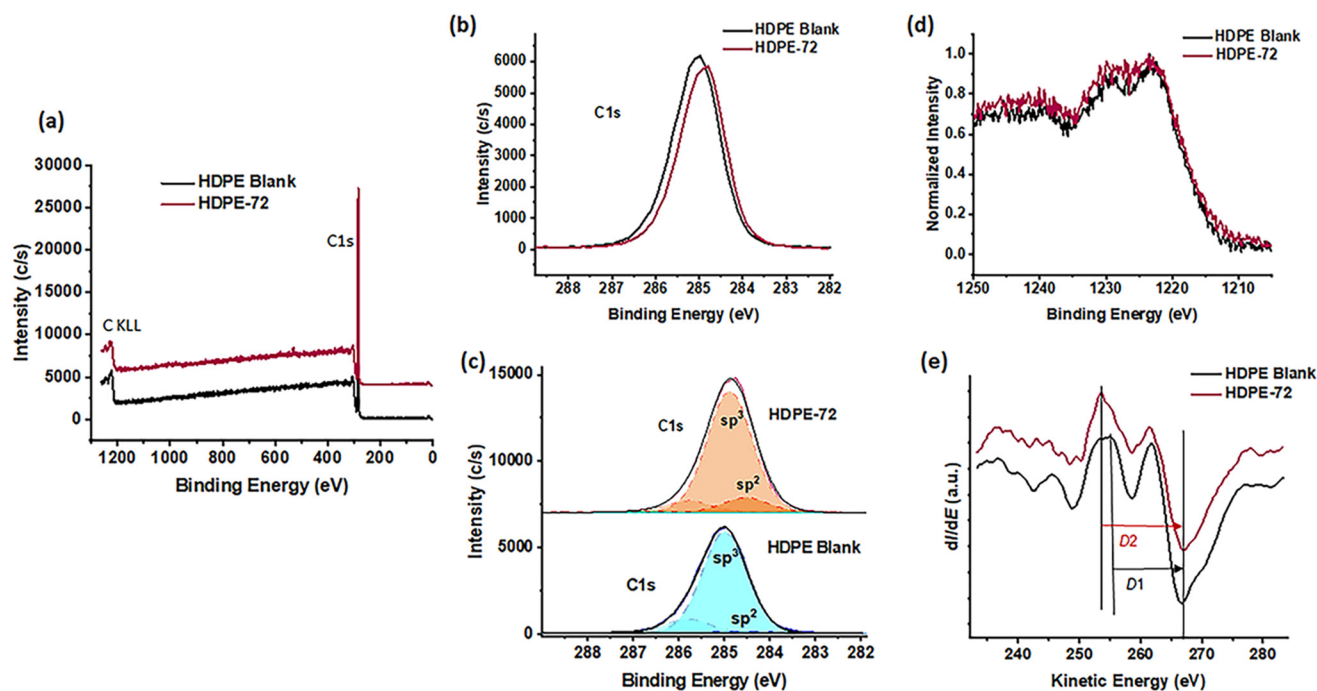 (a)
30000
25000
20000
15000
10000
5000
0
Intensity (c/s)
HDPE Blank
HDPE-72
C1s
C KLL
1200 1000 800 600 400 200 0
Binding Energy (eV)
(b)
7000
6000
5000
4000
3000
2000
1000
0
Intensity (c/s)
HDPE Blank
HDPE-72
C1s
288 287 286 285 284 283 282
Binding Energy (eV)
(c)
15000
10000
5000
0
Intensity (c/s)
C1s
sp3
HDPE-72
sp2
HDPE Blank
C1s
sp3
sp2
288 287 286 285 284 283 282
Binding Energy (eV)
(d)
HDPE Blank
HDPE-72
1.0
0.8
0.6
0.4
0.2
0.0
Normalized Intensity
1250 1240 1230 1220 1210
Binding Energy (eV)
(e)
HDPE Blank
HDPE-72
dI/dE (a.u.)
D2
D1
240 250 260 270 280
Kinetic Energy (eV)